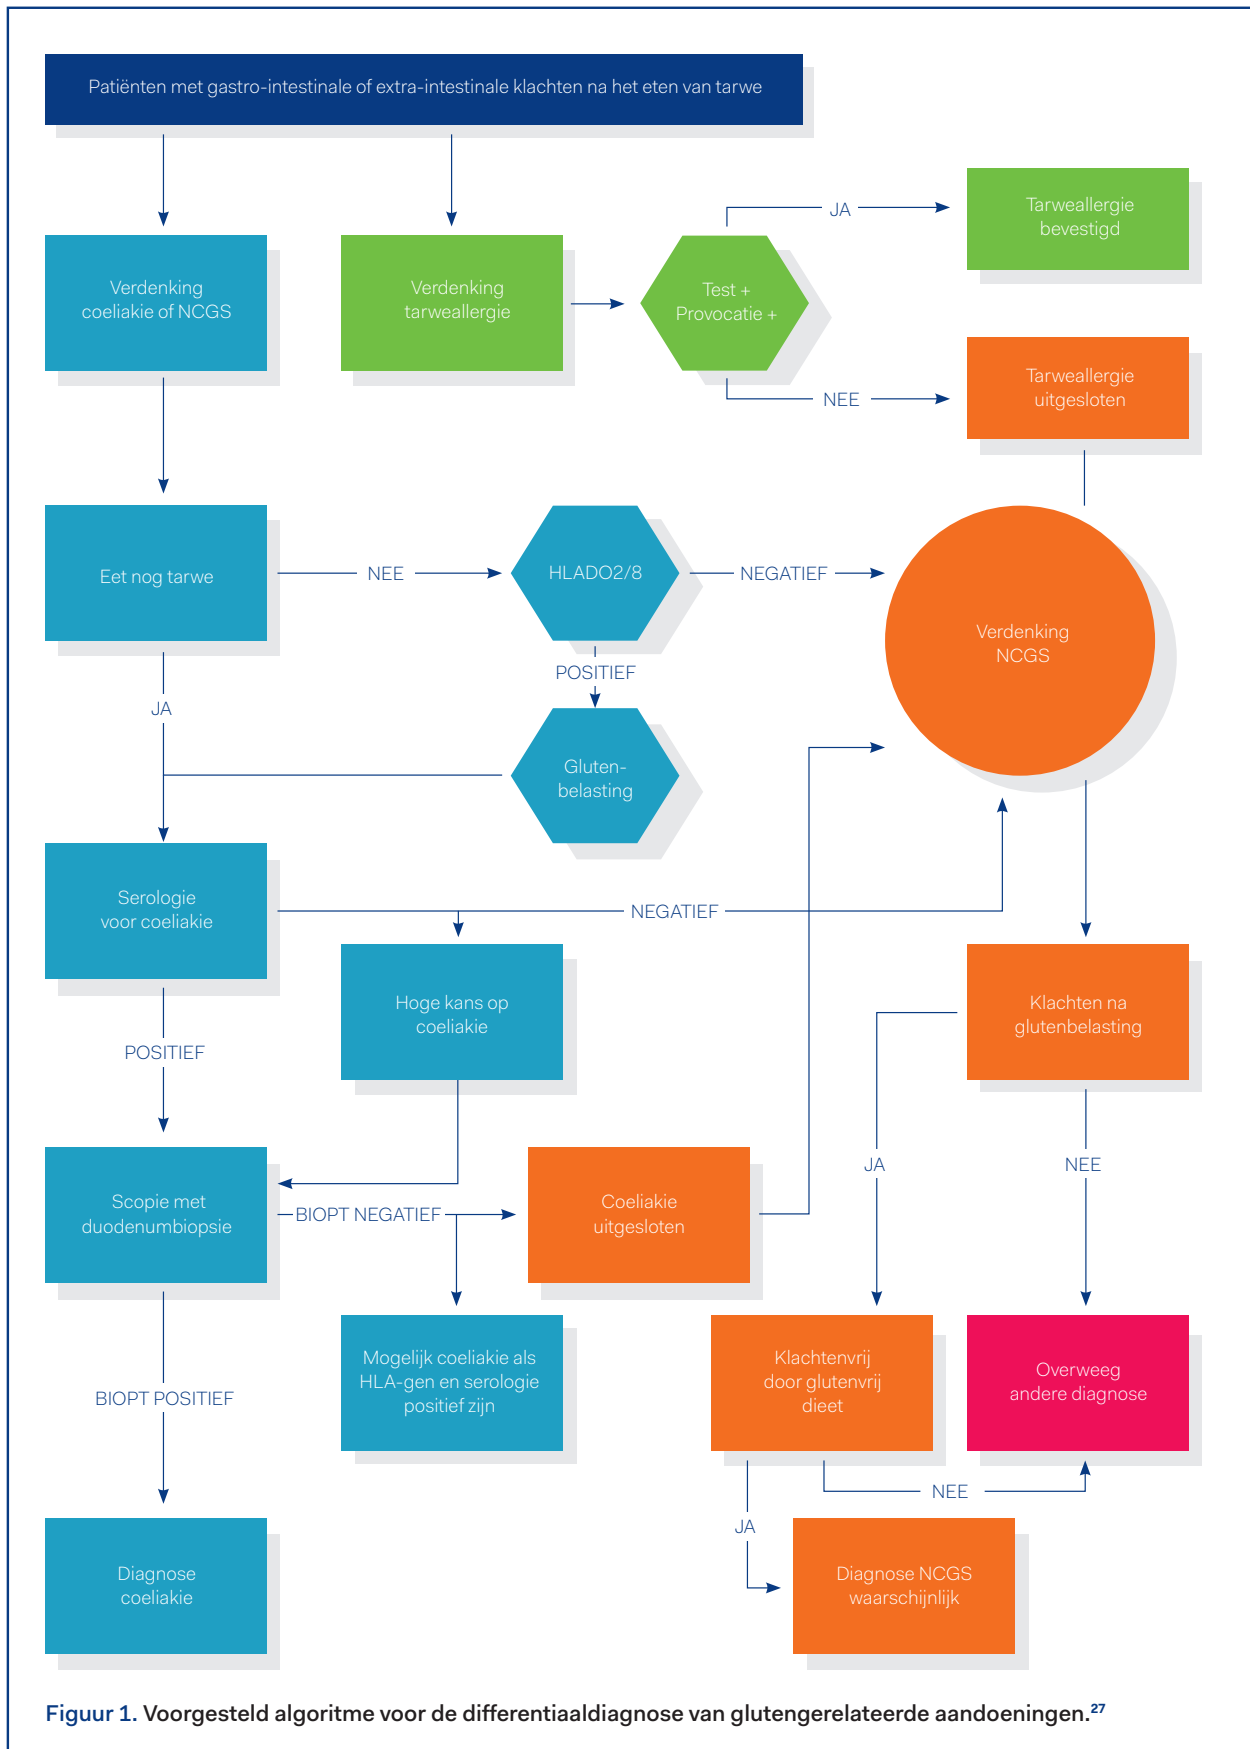 Patiënten met gastro-intestinale of extra-intestinale klachten na het eten van tarwe
Verdenking
coeliakie of NCGS
Verdenking
tarweallergie
Test +
Provocatie +
JA
Tarweallergie
bevestigd
NEE
Tarweallergie
uitgesloten
Eet nog tarwe
NEE
HLADO2/8
NEGATIEF
Verdenking
NCGS
POSITIEF
JA
Gluten-
belasting
Serologie
voor coeliakie
NEGATIEF
Hoge kans op
coeliakie
Klachten na
glutenbelasting
POSITIEF
JA
NEE
Scopie met
duodenumbiopsie
BIOPT NEGATIEF
Coeliakie
uitgesloten
Mogelijk coeliakie als
HLA-gen en serologie
positief zijn
Klachtenvrij
door glutenvrij
dieet
Overweeg
andere diagnose
BIOPT POSITIEF
NEE
JA
Diagnose
coeliakie
Diagnose NCGS
waarschijnlijk
Figuur 1. Voorgesteld algoritme voor de differentiaaldiagnose van glutengerelateerde aandoeningen.²⁷